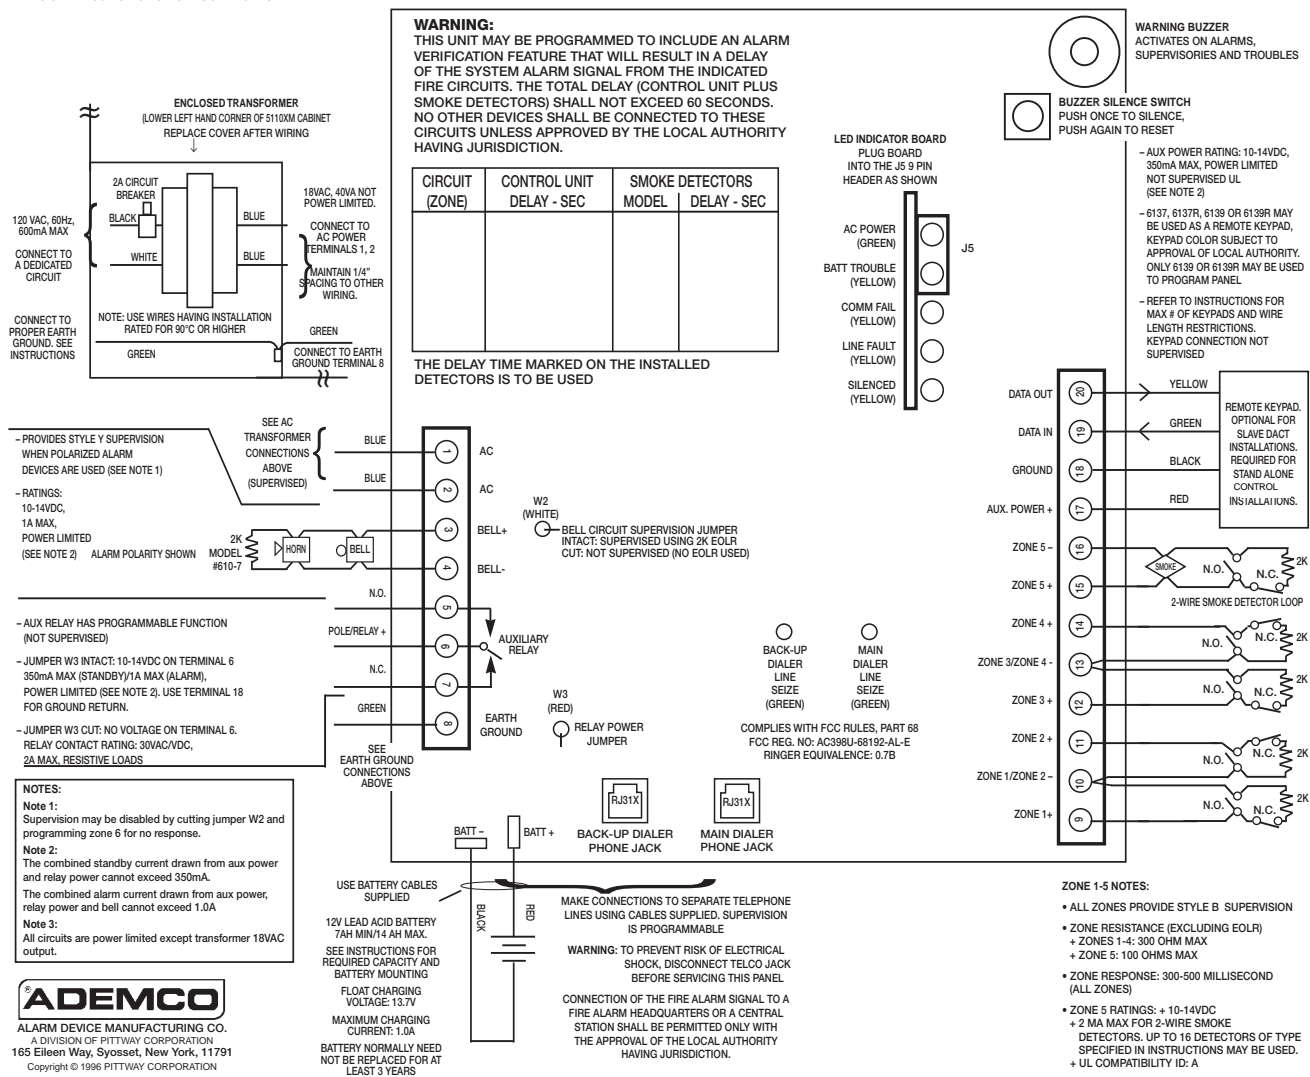 WARNING:
THIS UNIT MAY BE PROGRAMMED TO INCLUDE AN ALARM
VERIFICATION FEATURE THAT WILL RESULT IN A DELAY
OF THE SYSTEM ALARM SIGNAL FROM THE INDICATED
FIRE CIRCUITS. THE TOTAL DELAY (CONTROL UNIT PLUS
SMOKE DETECTORS) SHALL NOT EXCEED 60 SECONDS.
NO OTHER DEVICES SHALL BE CONNECTED TO THESE
CIRCUITS UNLESS APPROVED BY THE LOCAL AUTHORITY
HAVING JURISDICTION.
CIRCUIT
(ZONE)
CONTROL UNIT
DELAY - SEC
SMOKE DETECTORS
MODEL
DELAY - SEC
THE DELAY TIME MARKED ON THE INSTALLED
DETECTORS IS TO BE USED
WARNING BUZZER
ACTIVATES ON ALARMS,
SUPERVISORIES AND TROUBLES
BUZZER SILENCE SWITCH
PUSH ONCE TO SILENCE,
PUSH AGAIN TO RESET
LED INDICATOR BOARD
PLUG BOARD
INTO THE J5 9 PIN
HEADER AS SHOWN
AC POWER
(GREEN)
J5
BATT TROUBLE
(YELLOW)
COMM FAIL
(YELLOW)
LINE FAULT
(YELLOW)
SILENCED
(YELLOW)
– AUX POWER RATING: 10-14VDC,
350mA MAX, POWER LIMITED
NOT SUPERVISED UL
(SEE NOTE 2)
– 6137, 6137R, 6139 OR 6139R MAY
BE USED AS A REMOTE KEYPAD,
KEYPAD COLOR SUBJECT TO
APPROVAL OF LOCAL AUTHORITY.
ONLY 6139 OR 6139R MAY BE USED
TO PROGRAM PANEL
– REFER TO INSTRUCTIONS FOR
MAX # OF KEYPADS AND WIRE
LENGTH RESTRICTIONS.
KEYPAD CONNECTION NOT
SUPERVISED
ENCLOSED TRANSFORMER
(LOWER LEFT HAND CORNER OF 5110XM CABINET
REPLACE COVER AFTER WIRING
2A CIRCUIT
BREAKER
BLACK
WHITE
BLUE
BLUE
120 VAC, 60Hz,
600mA MAX
CONNECT TO
A DEDICATED
CIRCUIT
18VAC, 40VA NOT
POWER LIMITED.
CONNECT TO
AC POWER
TERMINALS 1, 2
MAINTAIN 1/4"
SPACING TO OTHER
WIRING.
NOTE: USE WIRES HAVING INSTALLATION
RATED FOR 90°C OR HIGHER
CONNECT TO
PROPER EARTH
GROUND. SEE
INSTRUCTIONS
GREEN
GREEN
CONNECT TO EARTH
GROUND TERMINAL 8
– PROVIDES STYLE Y SUPERVISION
WHEN POLARIZED ALARM
DEVICES ARE USED (SEE NOTE 1)
– RATINGS:
10-14VDC,
1A MAX,
POWER LIMITED
(SEE NOTE 2)
ALARM POLARITY SHOWN
SEE AC
TRANSFORMER
CONNECTIONS
ABOVE
(SUPERVISED)
BLUE
1
AC
BLUE
2
AC
2K
MODEL
#610-7
HORN
BELL
3
BELL+
4
BELL-
W2
(WHITE)
BELL CIRCUIT SUPERVISION JUMPER
INTACT: SUPERVISED USING 2K EOLR
CUT: NOT SUPERVISED (NO EOLR USED)
– AUX RELAY HAS PROGRAMMABLE FUNCTION
(NOT SUPERVISED)
– JUMPER W3 INTACT: 10-14VDC ON TERMINAL 6
350mA MAX (STANDBY)/1A MAX (ALARM),
POWER LIMITED (SEE NOTE 2). USE TERMINAL 18
FOR GROUND RETURN.
– JUMPER W3 CUT: NO VOLTAGE ON TERMINAL 6.
RELAY CONTACT RATING: 30VAC/VDC,
2A MAX, RESISTIVE LOADS
N.O.
5
POLE/RELAY +
6
AUXILIARY
RELAY
N.C.
7
GREEN
8
EARTH
GROUND
SEE
EARTH GROUND
CONNECTIONS
ABOVE
W3
(RED)
RELAY POWER
JUMPER
BACK-UP
DIALER
LINE
SEIZE
(GREEN)
MAIN
DIALER
LINE
SEIZE
(GREEN)
COMPLIES WITH FCC RULES, PART 68
FCC REG. NO: AC398U-68192-AL-E
RINGER EQUIVALENCE: 0.7B
RJ31X
BACK-UP DIALER
PHONE JACK
RJ31X
MAIN DIALER
PHONE JACK
DATA OUT
20
YELLOW
DATA IN
19
GREEN
GROUND
18
BLACK
AUX. POWER +
17
RED
REMOTE KEYPAD.
OPTIONAL FOR
SLAVE DACT
INSTALLATIONS.
REQUIRED FOR
STAND ALONE
CONTROL
INSTALLATIONS.
ZONE 5 –
16
ZONE 5 +
15
SMOKE
N.O.
N.C.
2K
2-WIRE SMOKE DETECTOR LOOP
ZONE 4 +
14
N.O.
N.C.
2K
ZONE 3/ZONE 4 -
13
ZONE 3 +
12
N.O.
N.C.
2K
ZONE 2 +
11
N.O.
N.C.
2K
ZONE 1/ZONE 2 –
10
ZONE 1+
9
N.O.
N.C.
2K
NOTES:
Note 1:
Supervision may be disabled by cutting jumper W2 and
programming zone 6 for no response.
Note 2:
The combined standby current drawn from aux power
and relay power cannot exceed 350mA.
The combined alarm current drawn from aux power,
relay power and bell cannot exceed 1.0A
Note 3:
All circuits are power limited except transformer 18VAC
output.
BATT –
BATT +
USE BATTERY CABLES
SUPPLIED
BLACK
RED
12V LEAD ACID BATTERY
7AH MIN/14 AH MAX.
SEE INSTRUCTIONS FOR
REQUIRED CAPACITY AND
BATTERY MOUNTING
FLOAT CHARGING
VOLTAGE: 13.7V
MAXIMUM CHARGING
CURRENT: 1.0A
BATTERY NORMALLY NEED
NOT BE REPLACED FOR AT
LEAST 3 YEARS
MAKE CONNECTIONS TO SEPARATE TELEPHONE
LINES USING CABLES SUPPLIED. SUPERVISION
IS PROGRAMMABLE
WARNING: TO PREVENT RISK OF ELECTRICAL
SHOCK, DISCONNECT TELCO JACK
BEFORE SERVICING THIS PANEL
CONNECTION OF THE FIRE ALARM SIGNAL TO A
FIRE ALARM HEADQUARTERS OR A CENTRAL
STATION SHALL BE PERMITTED ONLY WITH
THE APPROVAL OF THE LOCAL AUTHORITY
HAVING JURISDICTION.
ZONE 1-5 NOTES:
• ALL ZONES PROVIDE STYLE B SUPERVISION
• ZONE RESISTANCE (EXCLUDING EOLR)
+ ZONES 1-4: 300 OHM MAX
+ ZONE 5: 100 OHMS MAX
• ZONE RESPONSE: 300-500 MILLISECOND
(ALL ZONES)
• ZONE 5 RATINGS: + 10-14VDC
+ 2 MA MAX FOR 2-WIRE SMOKE
DETECTORS. UP TO 16 DETECTORS OF TYPE
SPECIFIED IN INSTRUCTIONS MAY BE USED.
+ UL COMPATIBILITY ID: A
®ADEMCO
ALARM DEVICE MANUFACTURING CO.
A DIVISION OF PITTWAY CORPORATION
165 Eileen Way, Syosset, New York, 11791
Copyright © 1996 PITTWAY CORPORATION